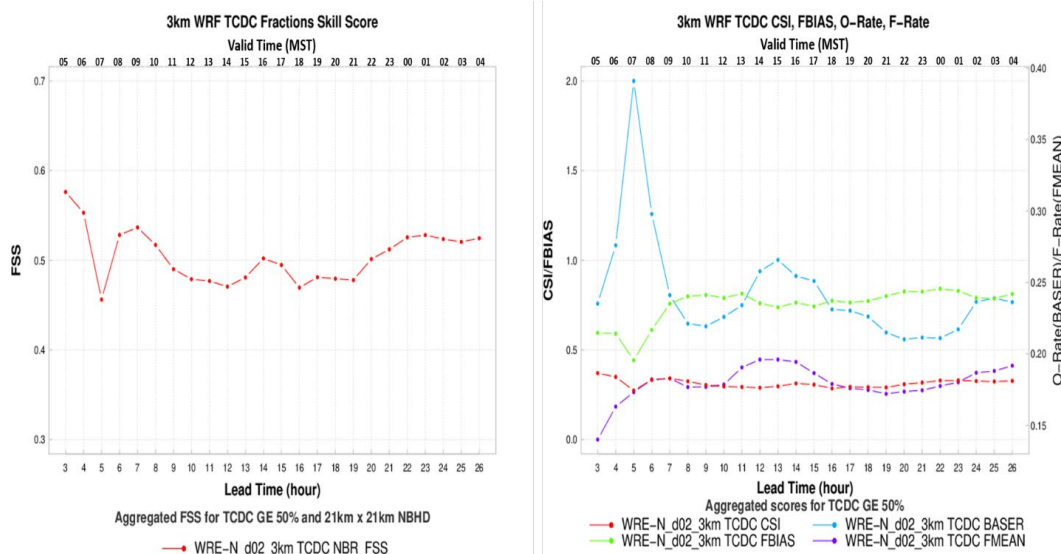 3km WRF TCDC Fractions Skill Score
Valid Time (MST)
05 06 07 08 09 10 11 12 13 14 15 16 17 18 19 20 21 22 23 00 01 02 03 04
0.7
0.6
0.5
0.4
0.3
FSS
3 4 5 6 7 8 9 10 11 12 13 14 15 16 17 18 19 20 21 22 23 24 25 26
Lead Time (hour)
Aggregated FSS for TCDC GE 50% and 21km x 21km NBHD
WRE-N_d02_3km TCDC NBR_FSS
3km WRF TCDC CSI, FBIAS, O-Rate, F-Rate
Valid Time (MST)
05 06 07 08 09 10 11 12 13 14 15 16 17 18 19 20 21 22 23 00 01 02 03 04
2.0
1.5
1.0
0.5
0.0
CSI/FBIAS
0.40
0.35
0.30
0.25
0.20
0.15
O-Rate(BASER)/F-Rate(FMEAN)
3 4 5 6 7 8 9 10 11 12 13 14 15 16 17 18 19 20 21 22 23 24 25 26
Lead Time (hour)
Aggregated scores for TCDC GE 50%
WRE-N_d02_3km TCDC CSI
WRE-N_d02_3km TCDC BASER
WRE-N_d02_3km TCDC FBIAS
WRE-N_d02_3km TCDC FMEAN